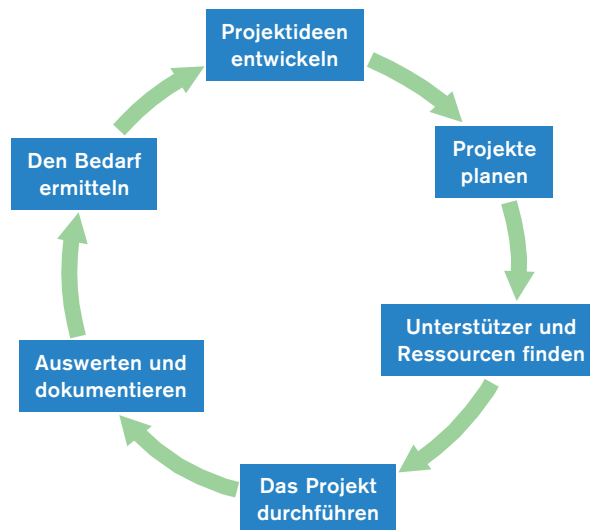 Projektideen
entwickeln
Projekte
planen
Unterstützer und
Ressourcen finden
Das Projekt
durchführen
Auswerten und
dokumentieren
Den Bedarf
ermitteln